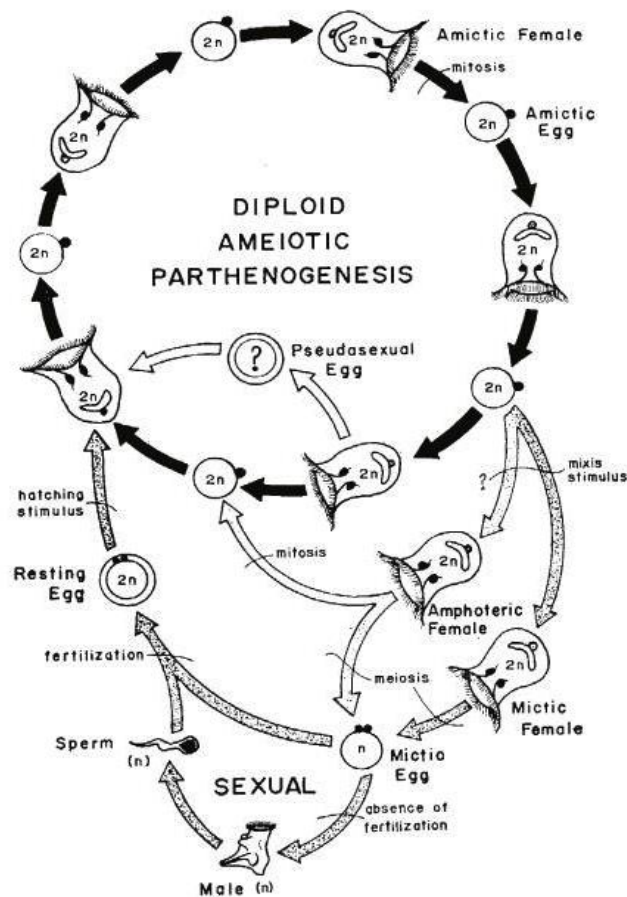 2n
Amictic Female
2n
mitosis
2n
Amictic
Egg
2n
DIPLOID
AMEIOTIC
PARTHENOGENESIS
2n
2n
?
Pseudasexual
Egg
2n
2n
2n
2n
?
mixis
stimulus
hatching
stimulus
mitosis
2n
Resting
Egg
2n
Amphoteric
Female
fertilization
meiosis
2n
Mictic
Female
Sperm
(n)
n
Mictic
Egg
SEXUAL
absence of
fertilization
Male (n)